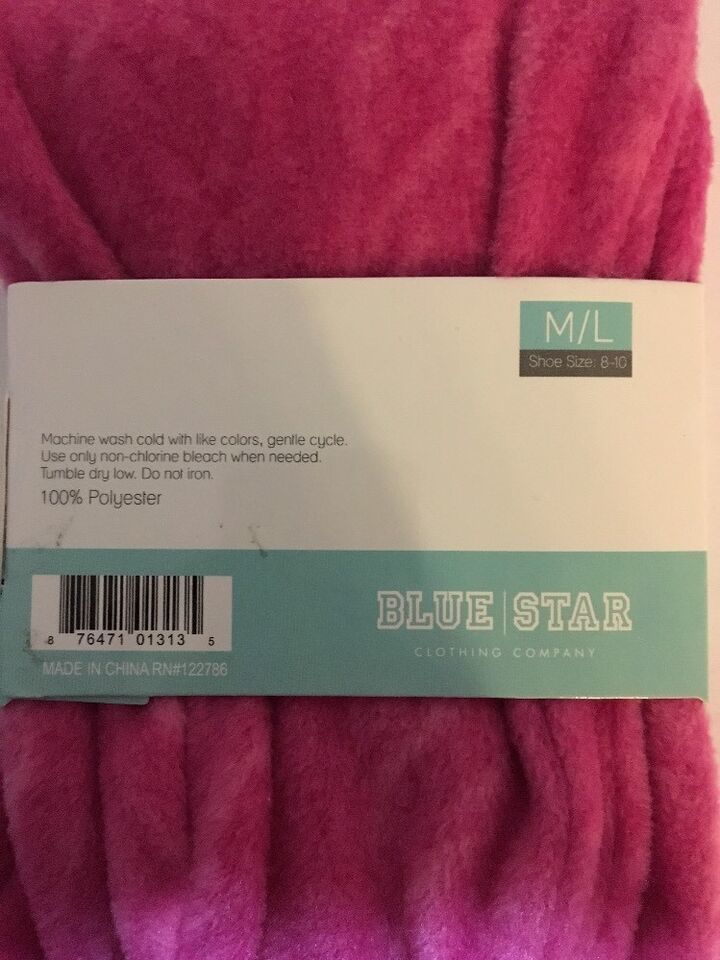 M/L
Shoe Size: 8-10
Machine wash cold with like colors, gentle cycle.
Use only non-chlorine bleach when needed.
Tumble dry low. Do not iron.
100% Polyester
8 76471 01313 5
MADE IN CHINA RN#122786
BLUE STAR
CLOTHING COMPANY